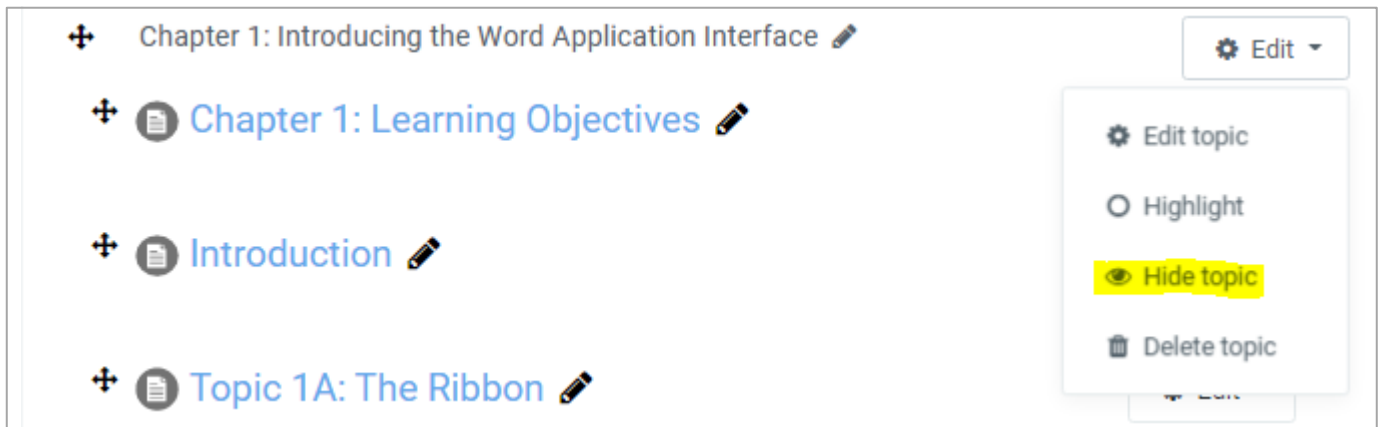 Chapter 1: Introducing the Word Application Interface
Edit
Chapter 1: Learning Objectives
Edit topic
Highlight
Introduction
Hide topic
Delete topic
Topic 1A: The Ribbon
Edit